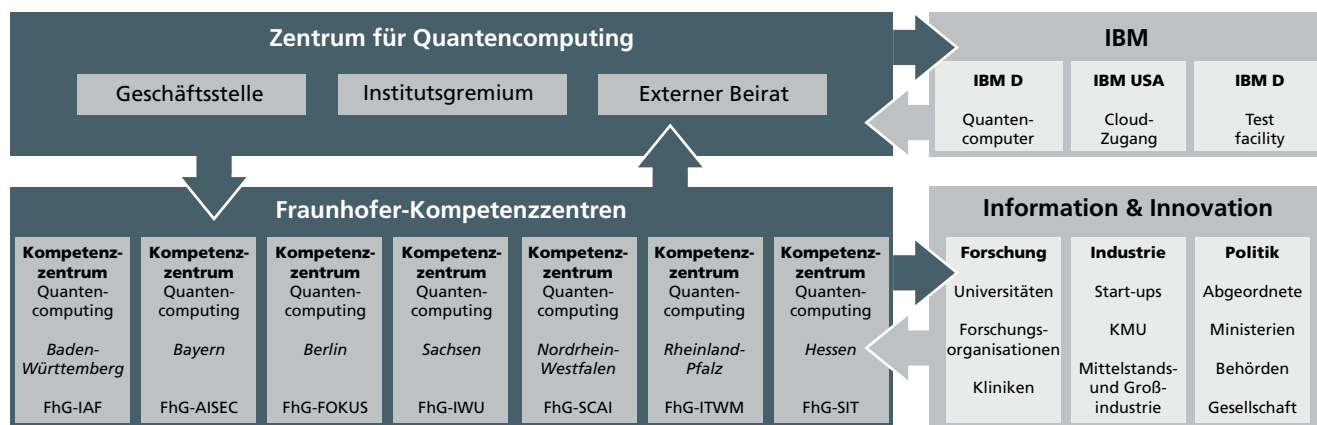 Zentrum für Quantencomputing
Geschäftsstelle
Institutsgremium
Externer Beirat
IBM
IBM D
Quanten-
computer
IBM USA
Cloud-
Zugang
IBM D
Test
facility
Fraunhofer-Kompetenzzentren
Kompetenz-
zentrum
Quanten-
computing
Baden-
Württemberg
FhG-IAF
Kompetenz-
zentrum
Quanten-
computing
Bayern
FhG-AISEC
Kompetenz-
zentrum
Quanten-
computing
Berlin
FhG-FOKUS
Kompetenz-
zentrum
Quanten-
computing
Sachsen
FhG-IWU
Kompetenz-
zentrum
Quanten-
computing
Nordrhein-
Westfalen
FhG-SCAI
Kompetenz-
zentrum
Quanten-
computing
Rheinland-
Pfalz
FhG-ITWM
Kompetenz-
zentrum
Quanten-
computing
Hessen
FhG-SIT
Information & Innovation
Forschung
Universitäten
Forschungs-
organisationen
Kliniken
Industrie
Start-ups
KMU
Mittelstands-
und Groß-
industrie
Politik
Abgeordnete
Ministerien
Behörden
Gesellschaft